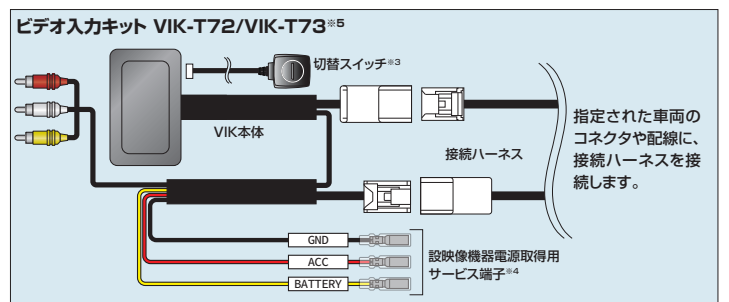 ビデオ入力キット VIK-T72/VIK-T73※5
切替スイッチ※3
VIK本体
接続ハーネス
指定された車両の
コネクタや配線に、
接続ハーネスを接
続します。
GND
ACC
BATTERY
設映像機器電源取得用
サービス端子※4